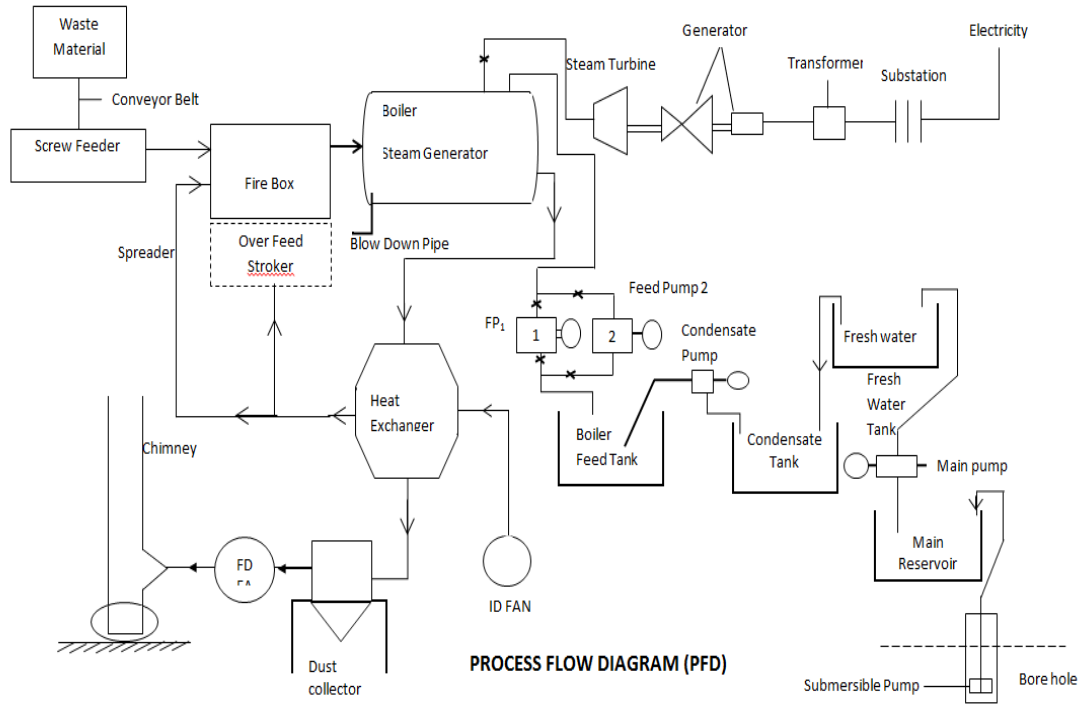 Waste
Material
Conveyor Belt
Screw Feeder
Fire Box
Over Feed
Stroker
Spreader
Boiler
Steam Generator
Blow Down Pipe
Steam Turbine
Generator
Transformer
Substation
Electricity
Feed Pump 2
FP1
1
2
Condensate
Pump
Fresh water
Fresh
Water
Tank
Boiler
Feed Tank
Condensate
Tank
Main pump
Main
Reservoir
Heat
Exchanger
Chimney
FD
ID FAN
Dust
collector
PROCESS FLOW DIAGRAM (PFD)
Submersible Pump
Bore hole